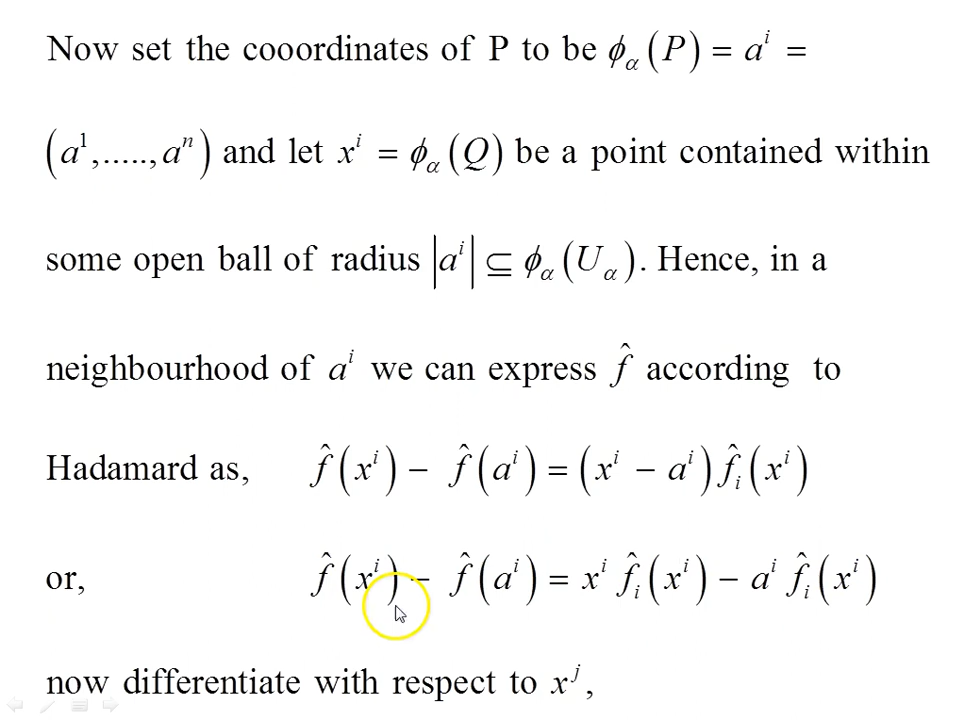 Now set the cooordinates of P to be ϕ_α(P) = a^i =
(a^1,.....,a^n) and let x^i = ϕ_α(Q) be a point contained within
some open ball of radius |a^i| ⊆ ϕ_α(U_α). Hence, in a
neighbourhood of a^i we can express f̂ according to
Hadamard as, f̂(x^i) − f̂(a^i) = (x^i − a^i) f̂_i(x^i)
or, f̂(x^i) − f̂(a^i) = x^i f̂_i(x^i) − a^i f̂_i(x^i)
now differentiate with respect to x^j,